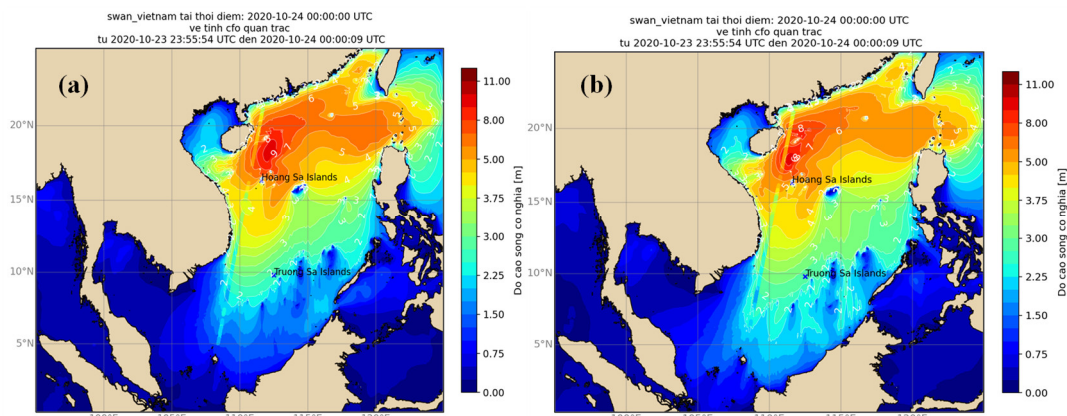 swan_vietnam tai thoi diem: 2020-10-24 00:00:00 UTC
ve tinh cfo quan trac
tu 2020-10-23 23:55:54 UTC den 2020-10-24 00:00:09 UTC
(a)
20°N
15°N
10°N
5°N
Hoang Sa Islands
Truong Sa Islands
11.00
8.00
5.00
3.75
3.00
2.25
1.50
0.75
0.00
Do cao song co nghia [m]
swan_vietnam tai thoi diem: 2020-10-24 00:00:00 UTC
ve tinh cfo quan trac
tu 2020-10-23 23:55:54 UTC den 2020-10-24 00:00:09 UTC
(b)
20°N
15°N
10°N
5°N
Hoang Sa Islands
Truong Sa Islands
11.00
8.00
5.00
3.75
3.00
2.25
1.50
0.75
0.00
Do cao song co nghia [m]